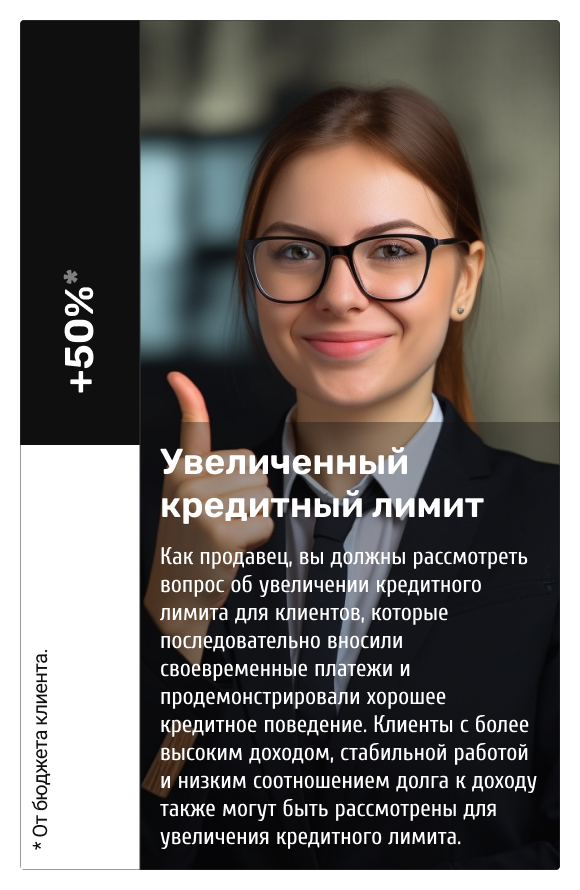 +50%*
* От бюджета клиента.
Увеличенный
кредитный лимит
Как продавец, вы должны рассмотреть
вопрос об увеличении кредитного
лимита для клиентов, которые
последовательно вносили
своевременные платежи и
продемонстрировали хорошее
кредитное поведение. Клиенты с более
высоким доходом, стабильной работой
и низким соотношением долга к доходу
также могут быть рассмотрены для
увеличения кредитного лимита.